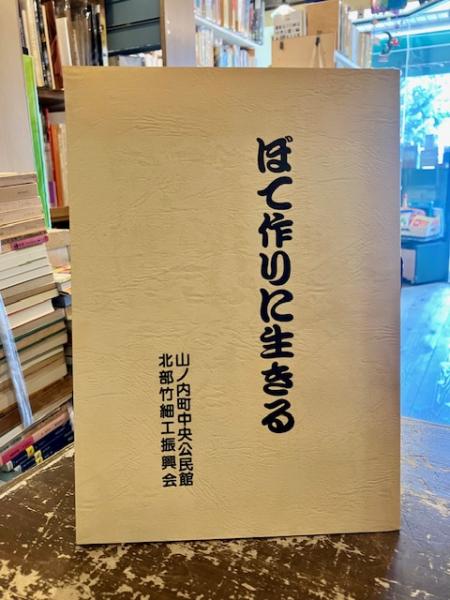 ぼて作りに生きる
山ノ内町中央公民館
北部竹細工振興会